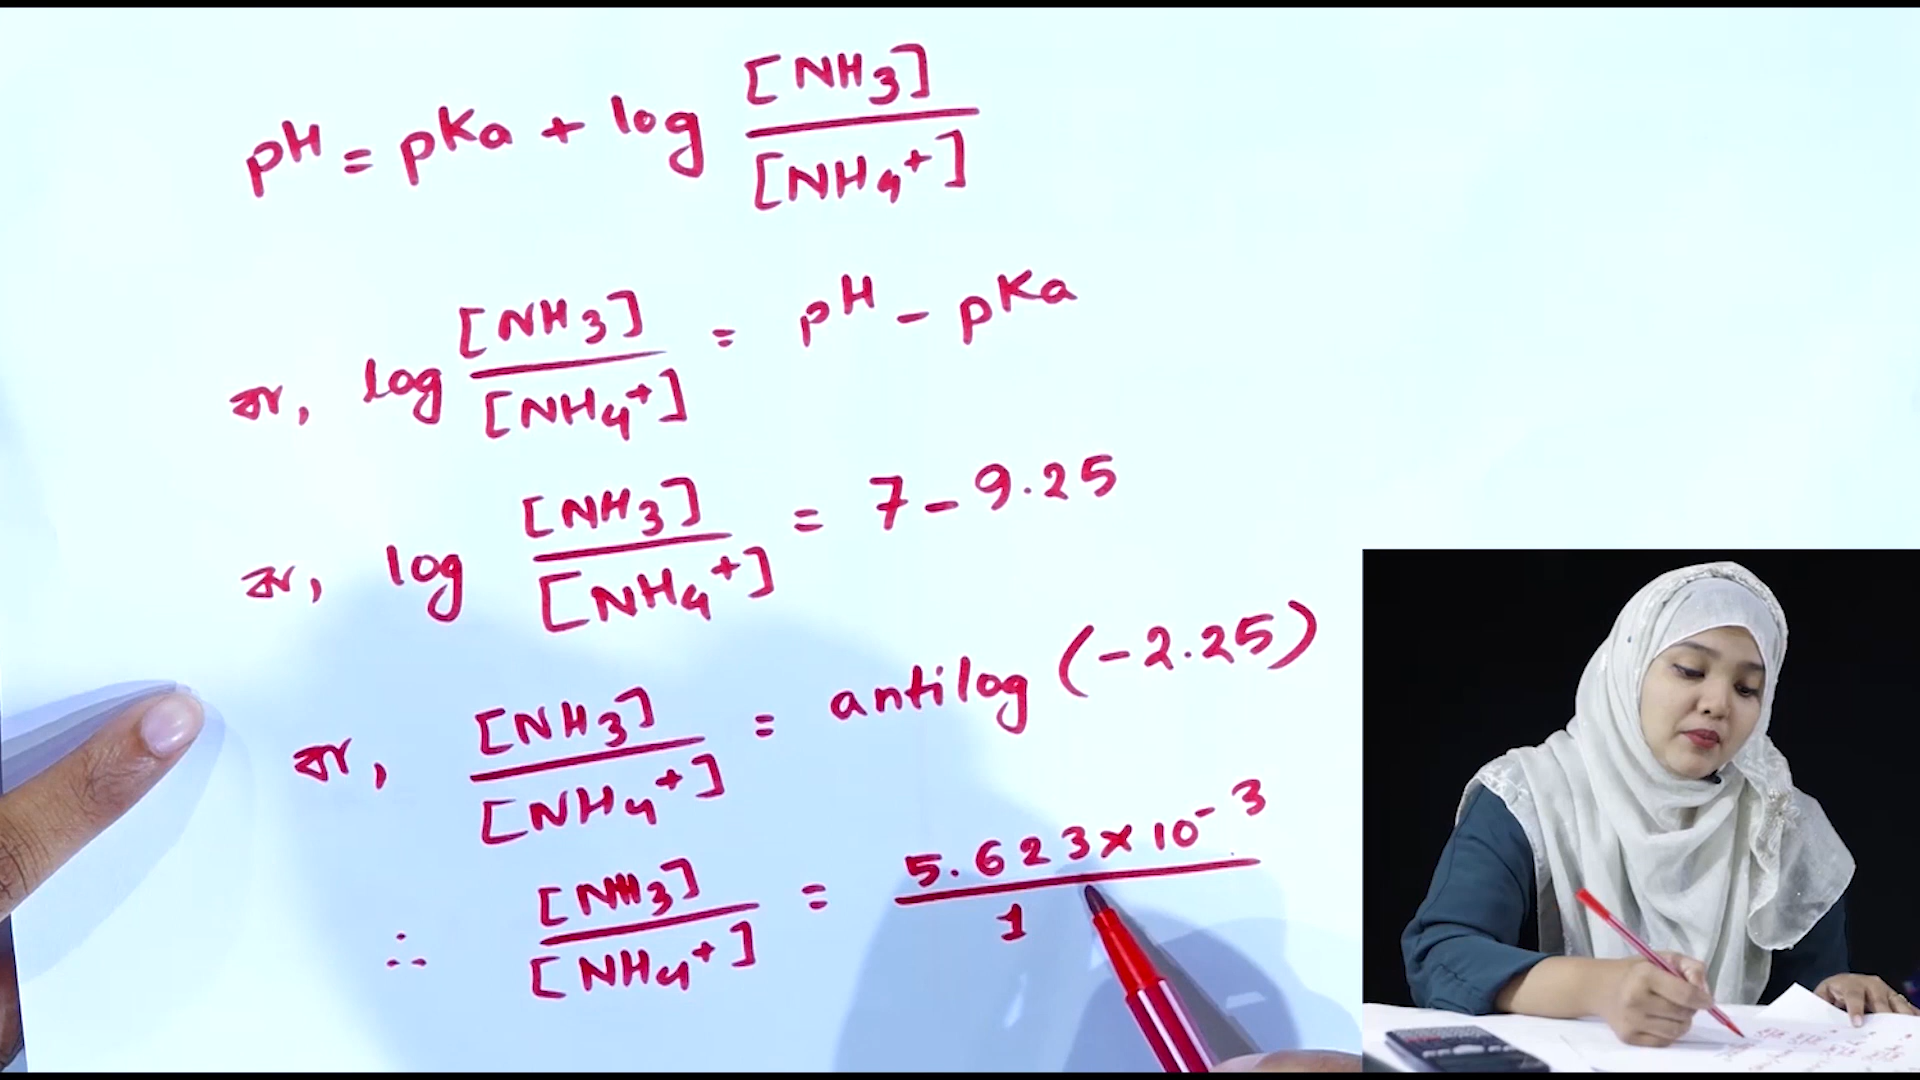 pH = pKa + log [NH3] / [NH4+]
বা, log [NH3] / [NH4+] = pH - pKa
বা, log [NH3] / [NH4+] = 7 - 9.25
বা, [NH3] / [NH4+] = antilog (-2.25)
∴ [NH3] / [NH4+] = 5.623 × 10^-3 / 1